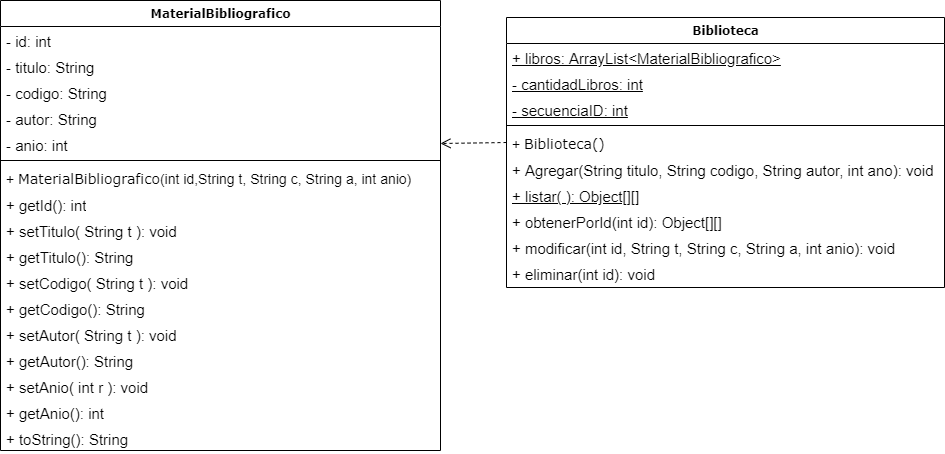 MaterialBibliografico
- id: int
- titulo: String
- codigo: String
- autor: String
- anio: int
+ MaterialBibliografico(int id,String t, String c, String a, int anio)
+ getId(): int
+ setTitulo( String t ): void
+ getTitulo(): String
+ setCodigo( String t ): void
+ getCodigo(): String
+ setAutor( String t ): void
+ getAutor(): String
+ setAnio( int r ): void
+ getAnio(): int
+ toString(): String
Biblioteca
+ libros: ArrayList<MaterialBibliografico>
- cantidadLibros: int
- secuenciaID: int
+ Biblioteca()
+ Agregar(String titulo, String codigo, String autor, int ano): void
+ listar( ): Object[][]
+ obtenerPorId(int id): Object[][]
+ modificar(int id, String t, String c, String a, int anio): void
+ eliminar(int id): void